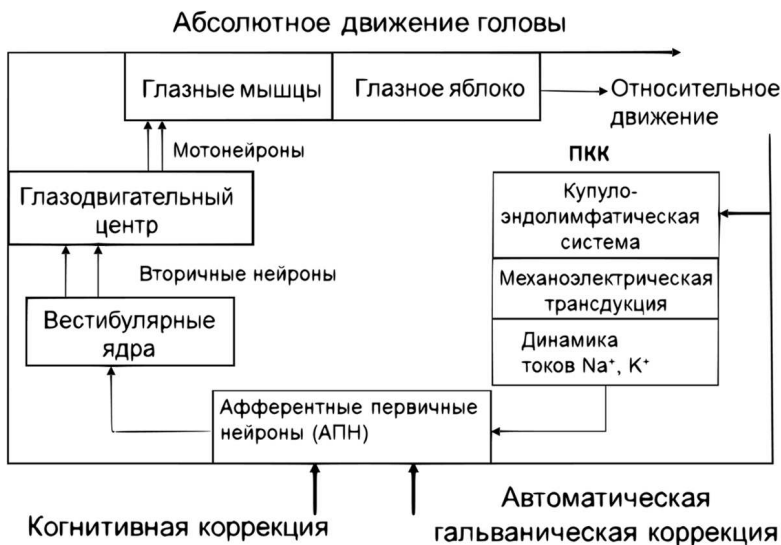 Абсолютное движение головы
Глазные мышцы
Глазное яблоко
Относительное
движение
Мотонейроны
ПКК
Глазодвигательный
центр
Купуло-
эндолимфатическая
система
Вторичные нейроны
Механоэлектрическая
трансдукция
Вестибулярные
ядра
Динамика
токов Na⁺, K⁺
Афферентные первичные
нейроны (АПН)
Когнитивная коррекция
Автоматическая
гальваническая коррекция